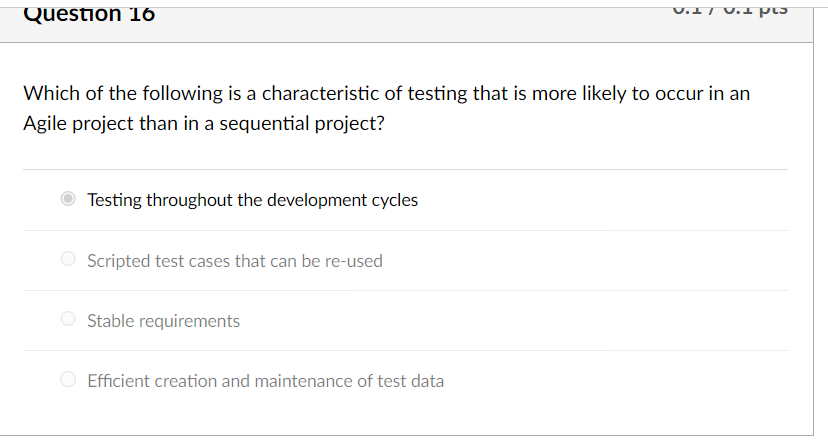 Question 16
0.1 / 0.1 pts
Which of the following is a characteristic of testing that is more likely to occur in an
Agile project than in a sequential project?
Testing throughout the development cycles
Scripted test cases that can be re-used
Stable requirements
Efficient creation and maintenance of test data